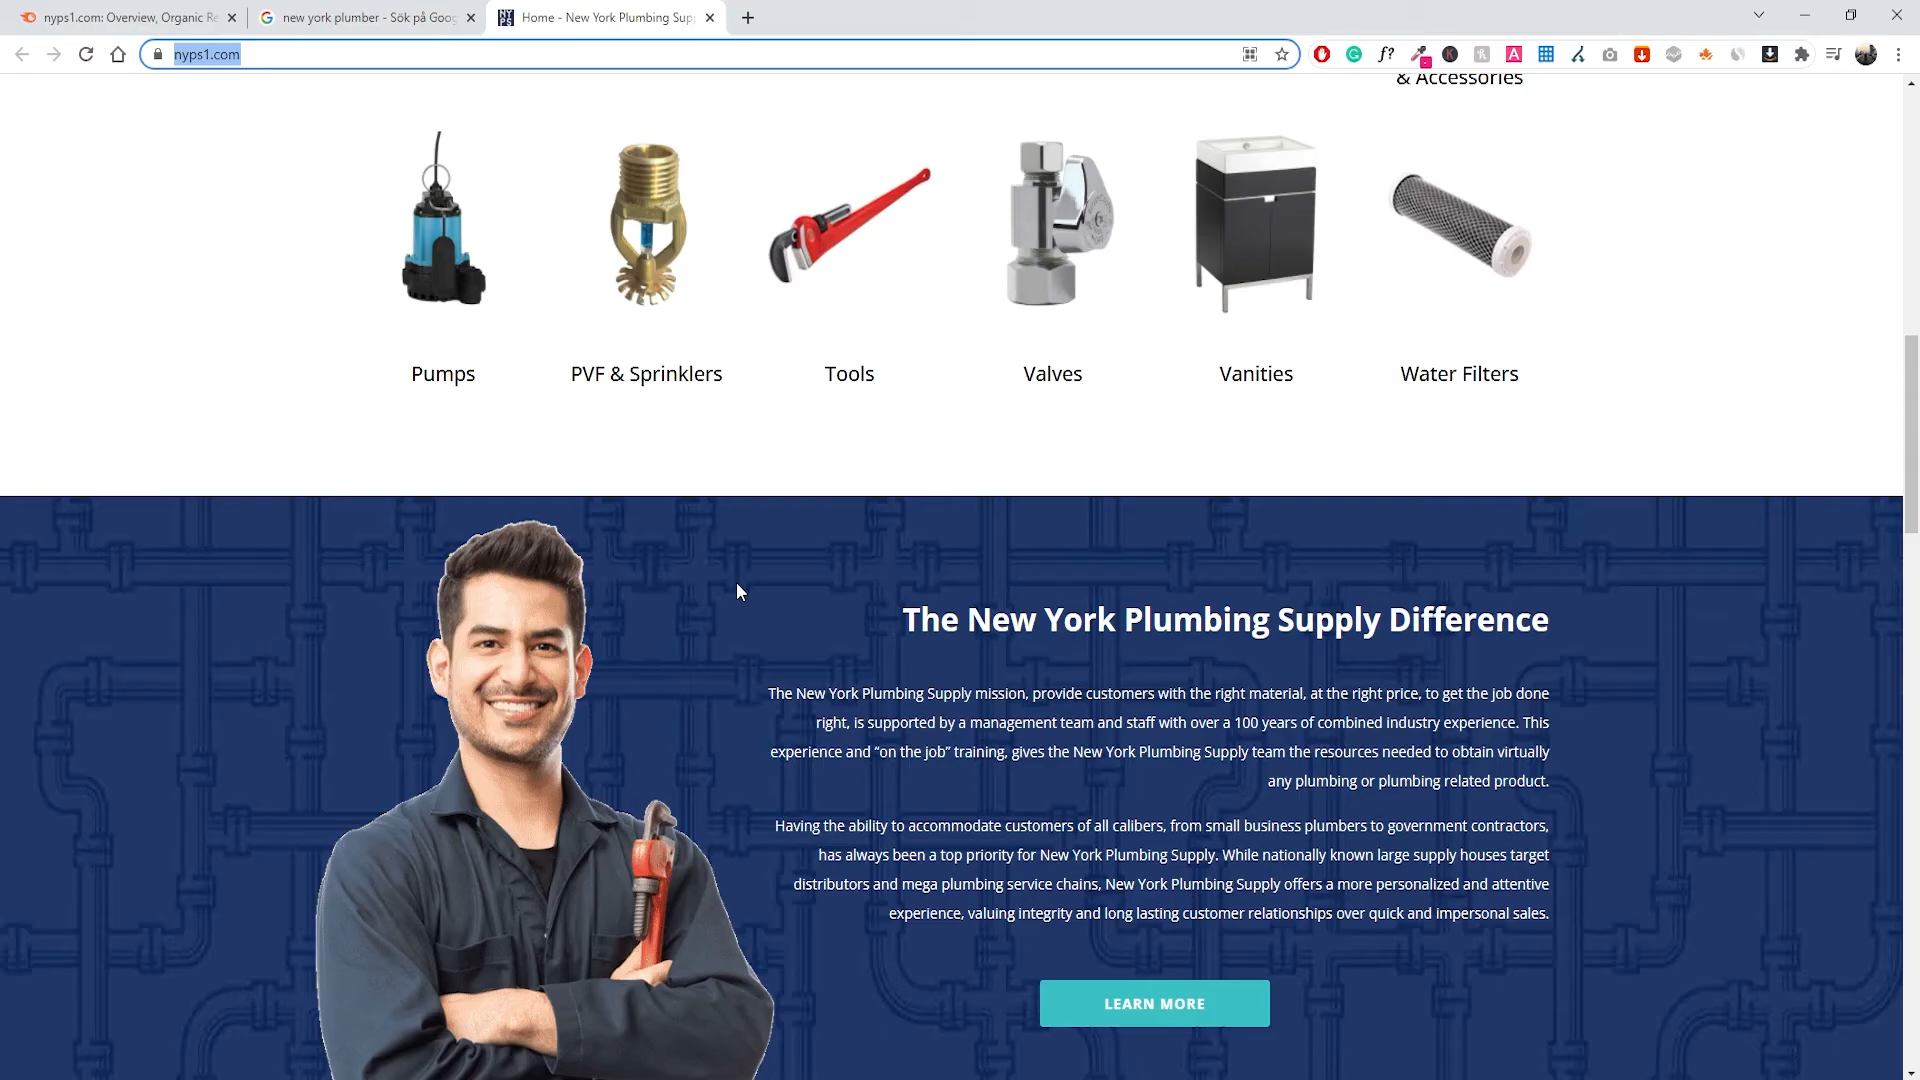 nyps1.com: Overview, Organic Re
new york plumber - Sök på Goog
Home - New York Plumbing Sup
nyps1.com
& Accessories
Pumps
PVF & Sprinklers
Tools
Valves
Vanities
Water Filters
The New York Plumbing Supply Difference
The New York Plumbing Supply mission, provide customers with the right material, at the right price, to get the job done
right, is supported by a management team and staff with over a 100 years of combined industry experience. This
experience and “on the job” training, gives the New York Plumbing Supply team the resources needed to obtain virtually
any plumbing or plumbing related product.
Having the ability to accommodate customers of all calibers, from small business plumbers to government contractors,
has always been a top priority for New York Plumbing Supply. While nationally known large supply houses target
distributors and mega plumbing service chains, New York Plumbing Supply offers a more personalized and attentive
experience, valuing integrity and long lasting customer relationships over quick and impersonal sales.
LEARN MORE